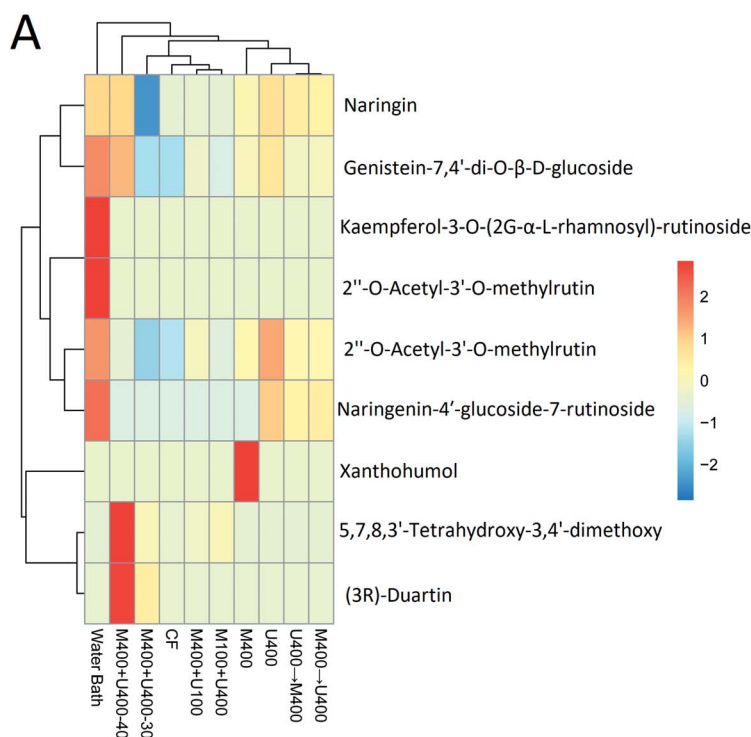 A
Naringin
Genistein-7,4'-di-O-β-D-glucoside
Kaempferol-3-O-(2G-α-L-rhamnosyl)-rutinoside
2''-O-Acetyl-3'-O-methylrutin
2''-O-Acetyl-3'-O-methylrutin
Naringenin-4’-glucoside-7-rutinoside
Xanthohumol
5,7,8,3'-Tetrahydroxy-3,4'-dimethoxy
(3R)-Duartin
2
1
0
−1
−2
Water Bath
M400+U400-40
M400+U400-30
CF
M400+U100
M100+U400
M400
U400
U400→M400
M400→U400